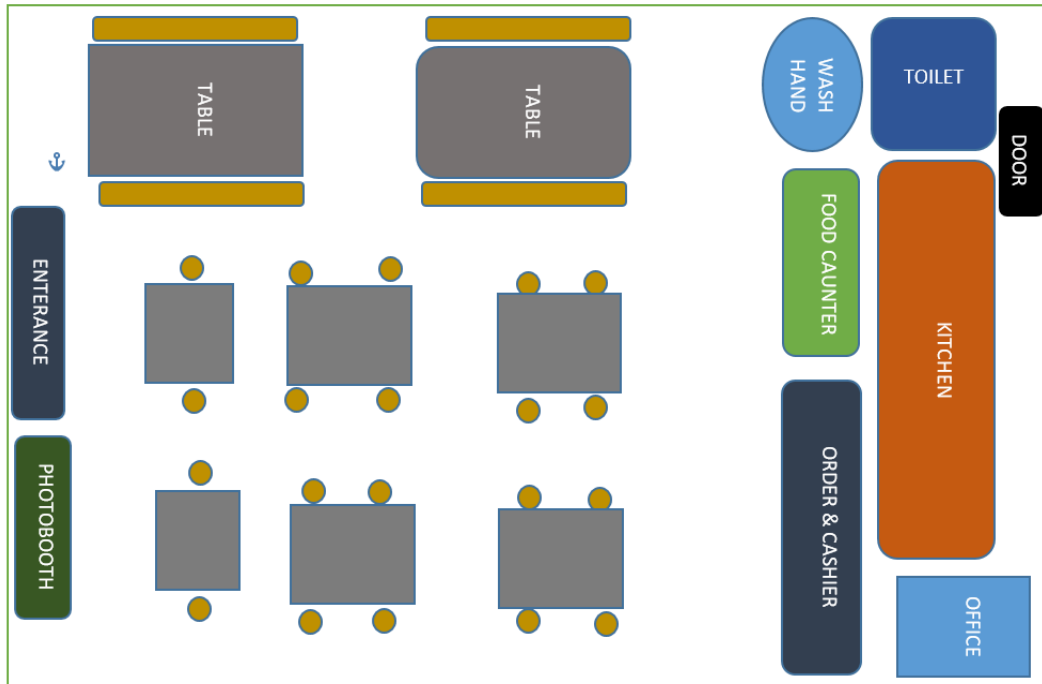 TABLE
TABLE
WASH
HAND
TOILET
DOOR
ENTERANCE
FOOD CAUNTER
KITCHEN
PHOTOBOOTH
ORDER & CASHIER
OFFICE